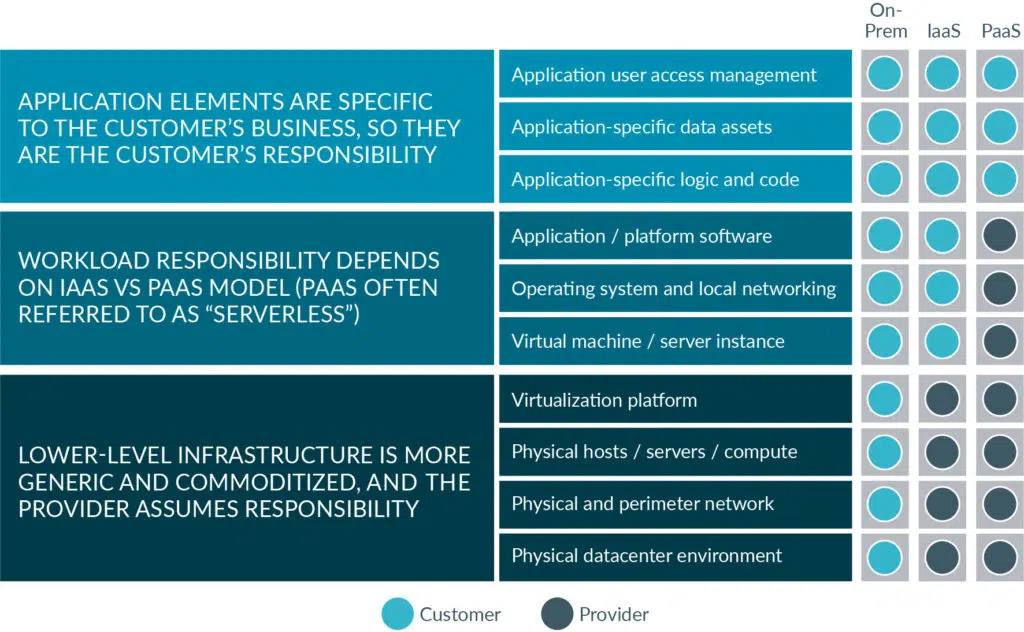 On-
Prem
IaaS
PaaS
APPLICATION ELEMENTS ARE SPECIFIC
TO THE CUSTOMER’S BUSINESS, SO THEY
ARE THE CUSTOMER’S RESPONSIBILITY
Application user access management
Application-specific data assets
Application-specific logic and code
WORKLOAD RESPONSIBILITY DEPENDS
ON IAAS VS PAAS MODEL (PAAS OFTEN
REFERRED TO AS “SERVERLESS”)
Application / platform software
Operating system and local networking
Virtual machine / server instance
LOWER-LEVEL INFRASTRUCTURE IS MORE
GENERIC AND COMMODITIZED, AND THE
PROVIDER ASSUMES RESPONSIBILITY
Virtualization platform
Physical hosts / servers / compute
Physical and perimeter network
Physical datacenter environment
Customer
Provider